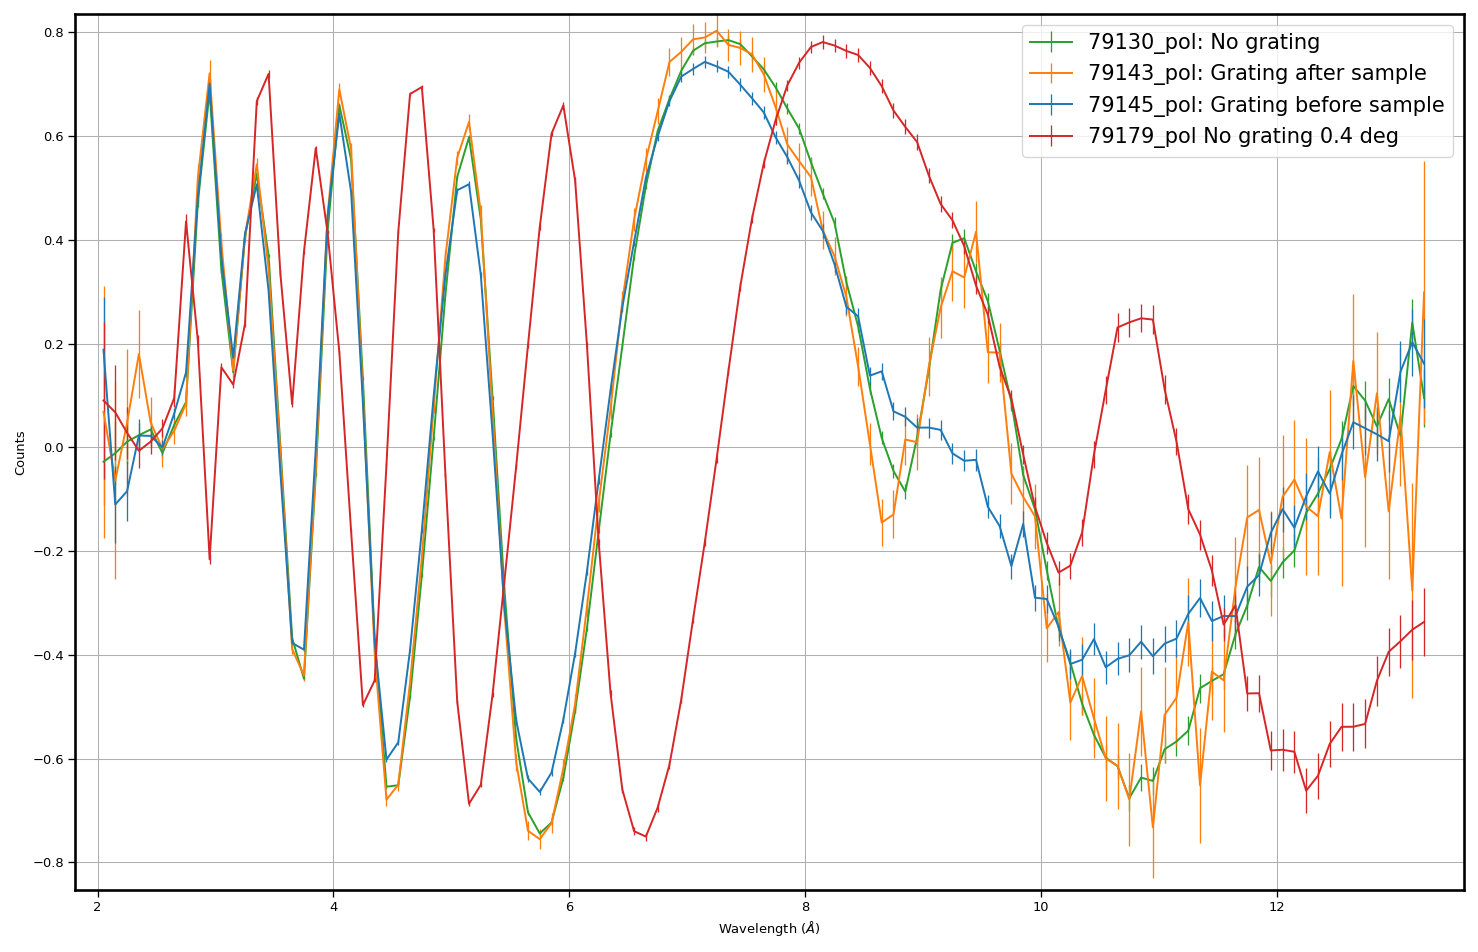 0.8
0.6
0.4
0.2
0.0
−0.2
−0.4
−0.6
−0.8
Counts
2
4
6
8
10
12
Wavelength (Å)
79130_pol: No grating
79143_pol: Grating after sample
79145_pol: Grating before sample
79179_pol No grating 0.4 deg